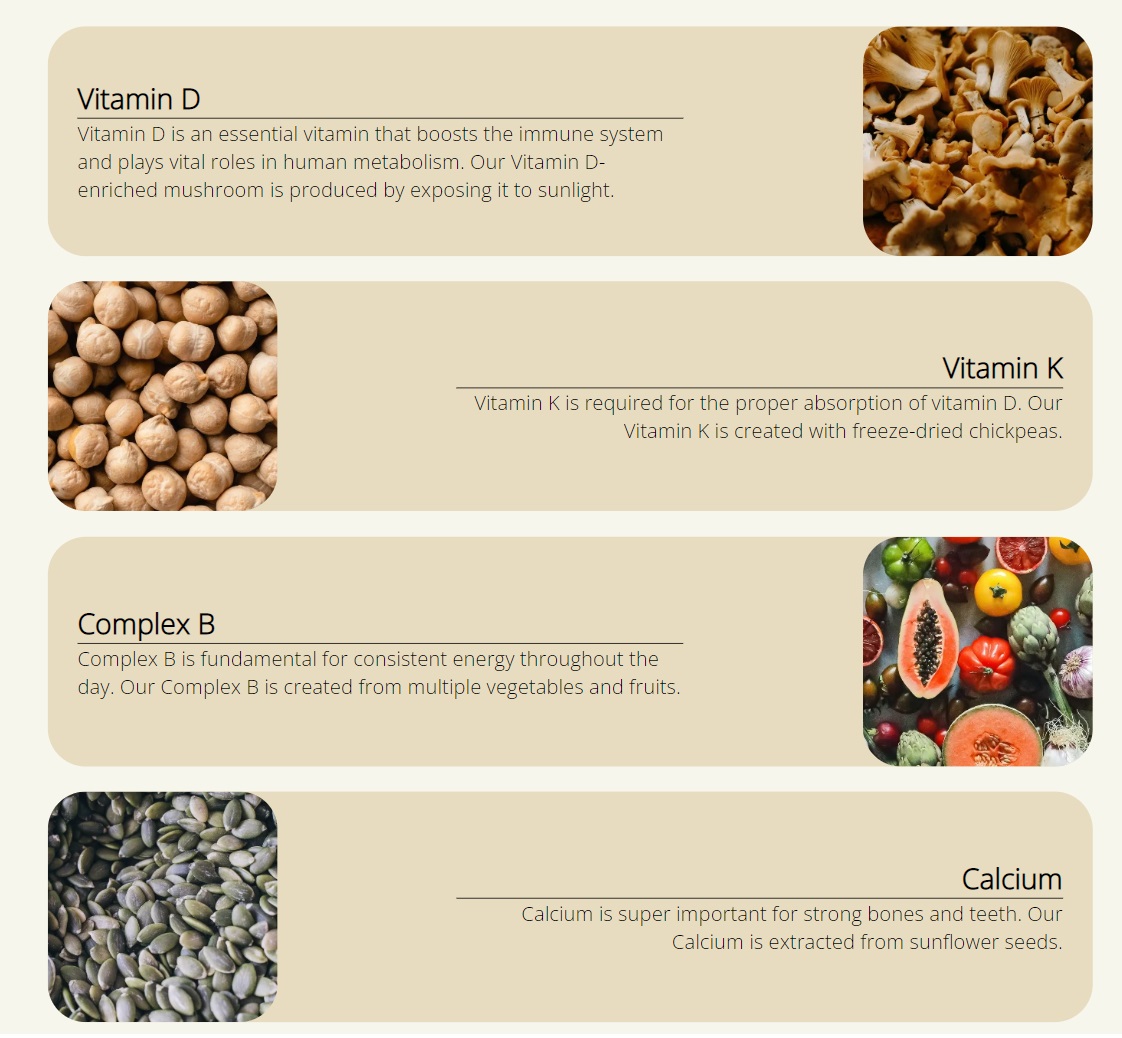 Vitamin D
Vitamin D is an essential vitamin that boosts the immune system
and plays vital roles in human metabolism. Our Vitamin D-
enriched mushroom is produced by exposing it to sunlight.
Vitamin K
Vitamin K is required for the proper absorption of vitamin D. Our
Vitamin K is created with freeze-dried chickpeas.
Complex B
Complex B is fundamental for consistent energy throughout the
day. Our Complex B is created from multiple vegetables and fruits.
Calcium
Calcium is super important for strong bones and teeth. Our
Calcium is extracted from sunflower seeds.